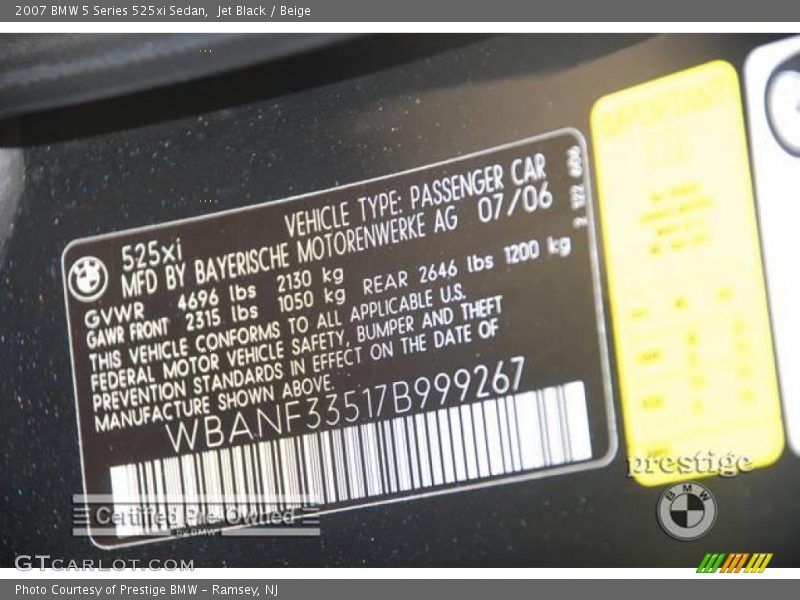 2007 BMW 5 Series 525xi Sedan,  Jet Black / Beige
525xi
VEHICLE TYPE: PASSENGER CAR
MFD BY BAYERISCHE MOTORENWERKE AG 07/06
GVWR 4696 lbs 2130 kg
GAWR FRONT 2315 lbs 1050 kg REAR 2646 lbs 1200 kg
THIS VEHICLE CONFORMS TO ALL APPLICABLE U.S.
FEDERAL MOTOR VEHICLE SAFETY, BUMPER AND THEFT
PREVENTION STANDARDS IN EFFECT ON THE DATE OF
MANUFACTURE SHOWN ABOVE.
WBANF33517B999267
IMPORTANT
prestige
BMW
Certified Pre-Owned
BY BMW
GTCARLOT.COM
Photo Courtesy of Prestige BMW - Ramsey, NJ